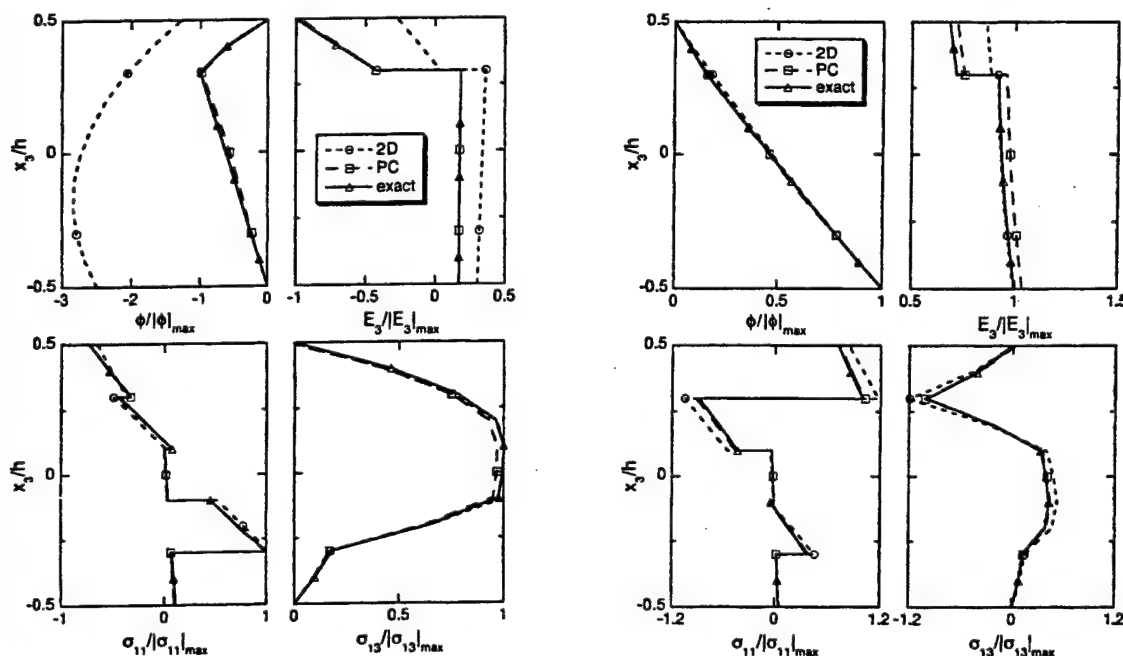 0.5
0
-0.5
x₃/h
-3 -2 -1 0
ϕ/|ϕ|max
-1 -0.5 0 0.5
E₃/|E₃|max
2D
PC
exact
0.5
0
-0.5
x₃/h
-1 0 1
σ₁₁/|σ₁₁|max
0 0.5 1
σ₁₃/|σ₁₃|max
0.5
0
-0.5
x₃/h
0 0.5 1
ϕ/|ϕ|max
2D
PC
exact
0.5 1 1.5
E₃/|E₃|max
0.5
0
-0.5
x₃/h
-1.2 0 1.2
σ₁₁/|σ₁₁|max
-1.2 0 1.2
σ₁₃/|σ₁₃|max